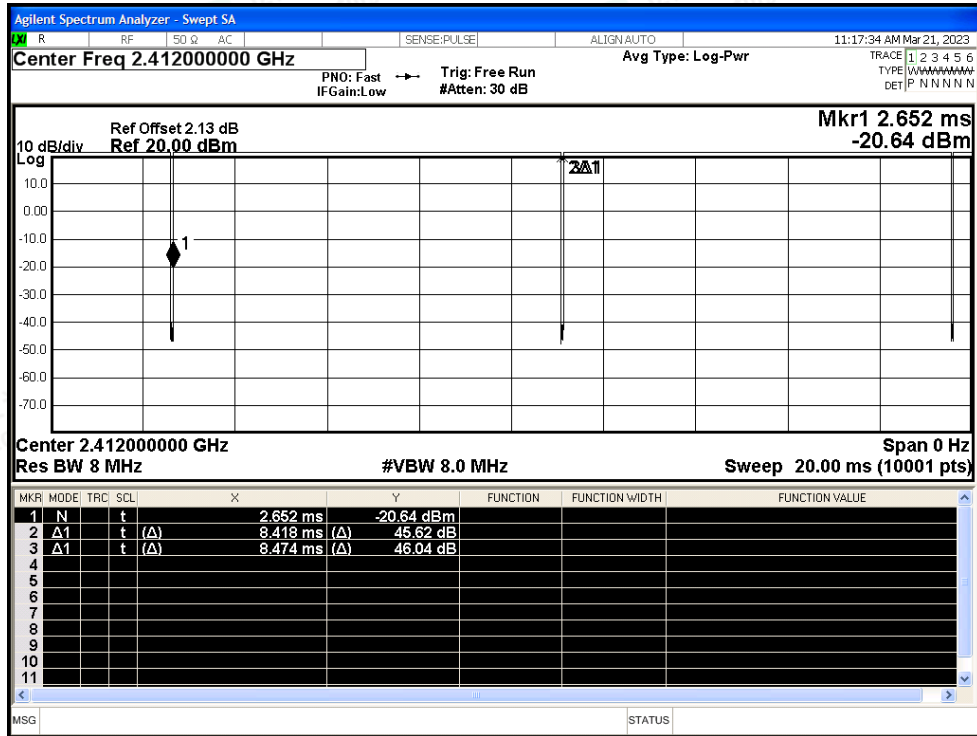 Agilent Spectrum Analyzer - Swept SA
LXI R RF 50 Ω AC SENSE:PULSE ALIGN AUTO 11:17:34 AM Mar 21, 2023
Center Freq 2.412000000 GHz Avg Type: Log-Pwr TRACE 1 2 3 4 5 6
PNO: Fast Trig: Free Run TYPE WWWWWW
IFGain:Low #Atten: 30 dB DET P N N N N N
Mkr1 2.652 ms
Ref Offset 2.13 dB
10 dB/div Ref 20.00 dBm -20.64 dBm
Log
10.0
0.00
-10.0
-20.0
-30.0
-40.0
-50.0
-60.0
-70.0
1
Center 2.412000000 GHz Span 0 Hz
Res BW 8 MHz #VBW 8.0 MHz Sweep 20.00 ms (10001 pts)
MKR MODE TRC SCL X Y FUNCTION FUNCTION WIDTH FUNCTION VALUE
1 N t 2.652 ms -20.64 dBm
2 Δ1 t (Δ) 8.418 ms (Δ) 45.62 dB
3 Δ1 t (Δ) 8.474 ms (Δ) 46.04 dB
4
5
6
7
8
9
10
11
MSG STATUS